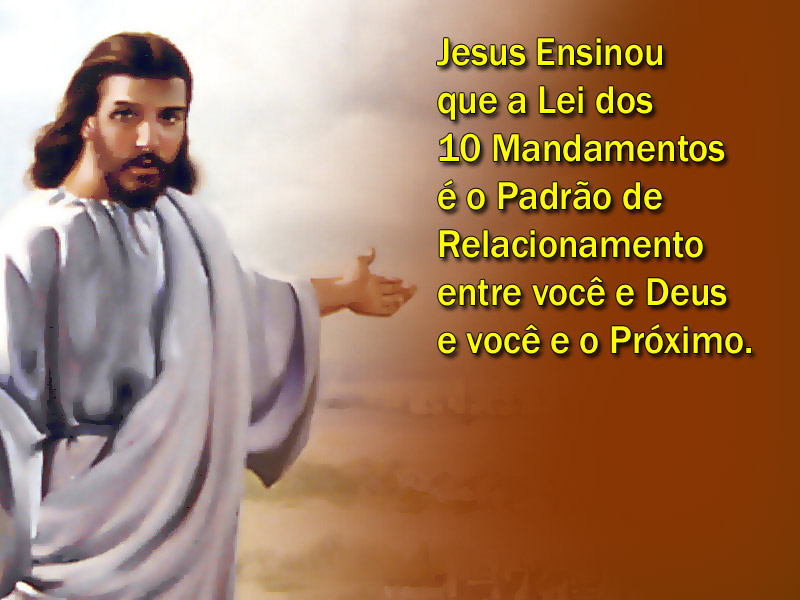 Jesus Ensinou
que a Lei dos
10 Mandamentos
é o Padrão de
Relacionamento
entre você e Deus
e você e o Próximo.